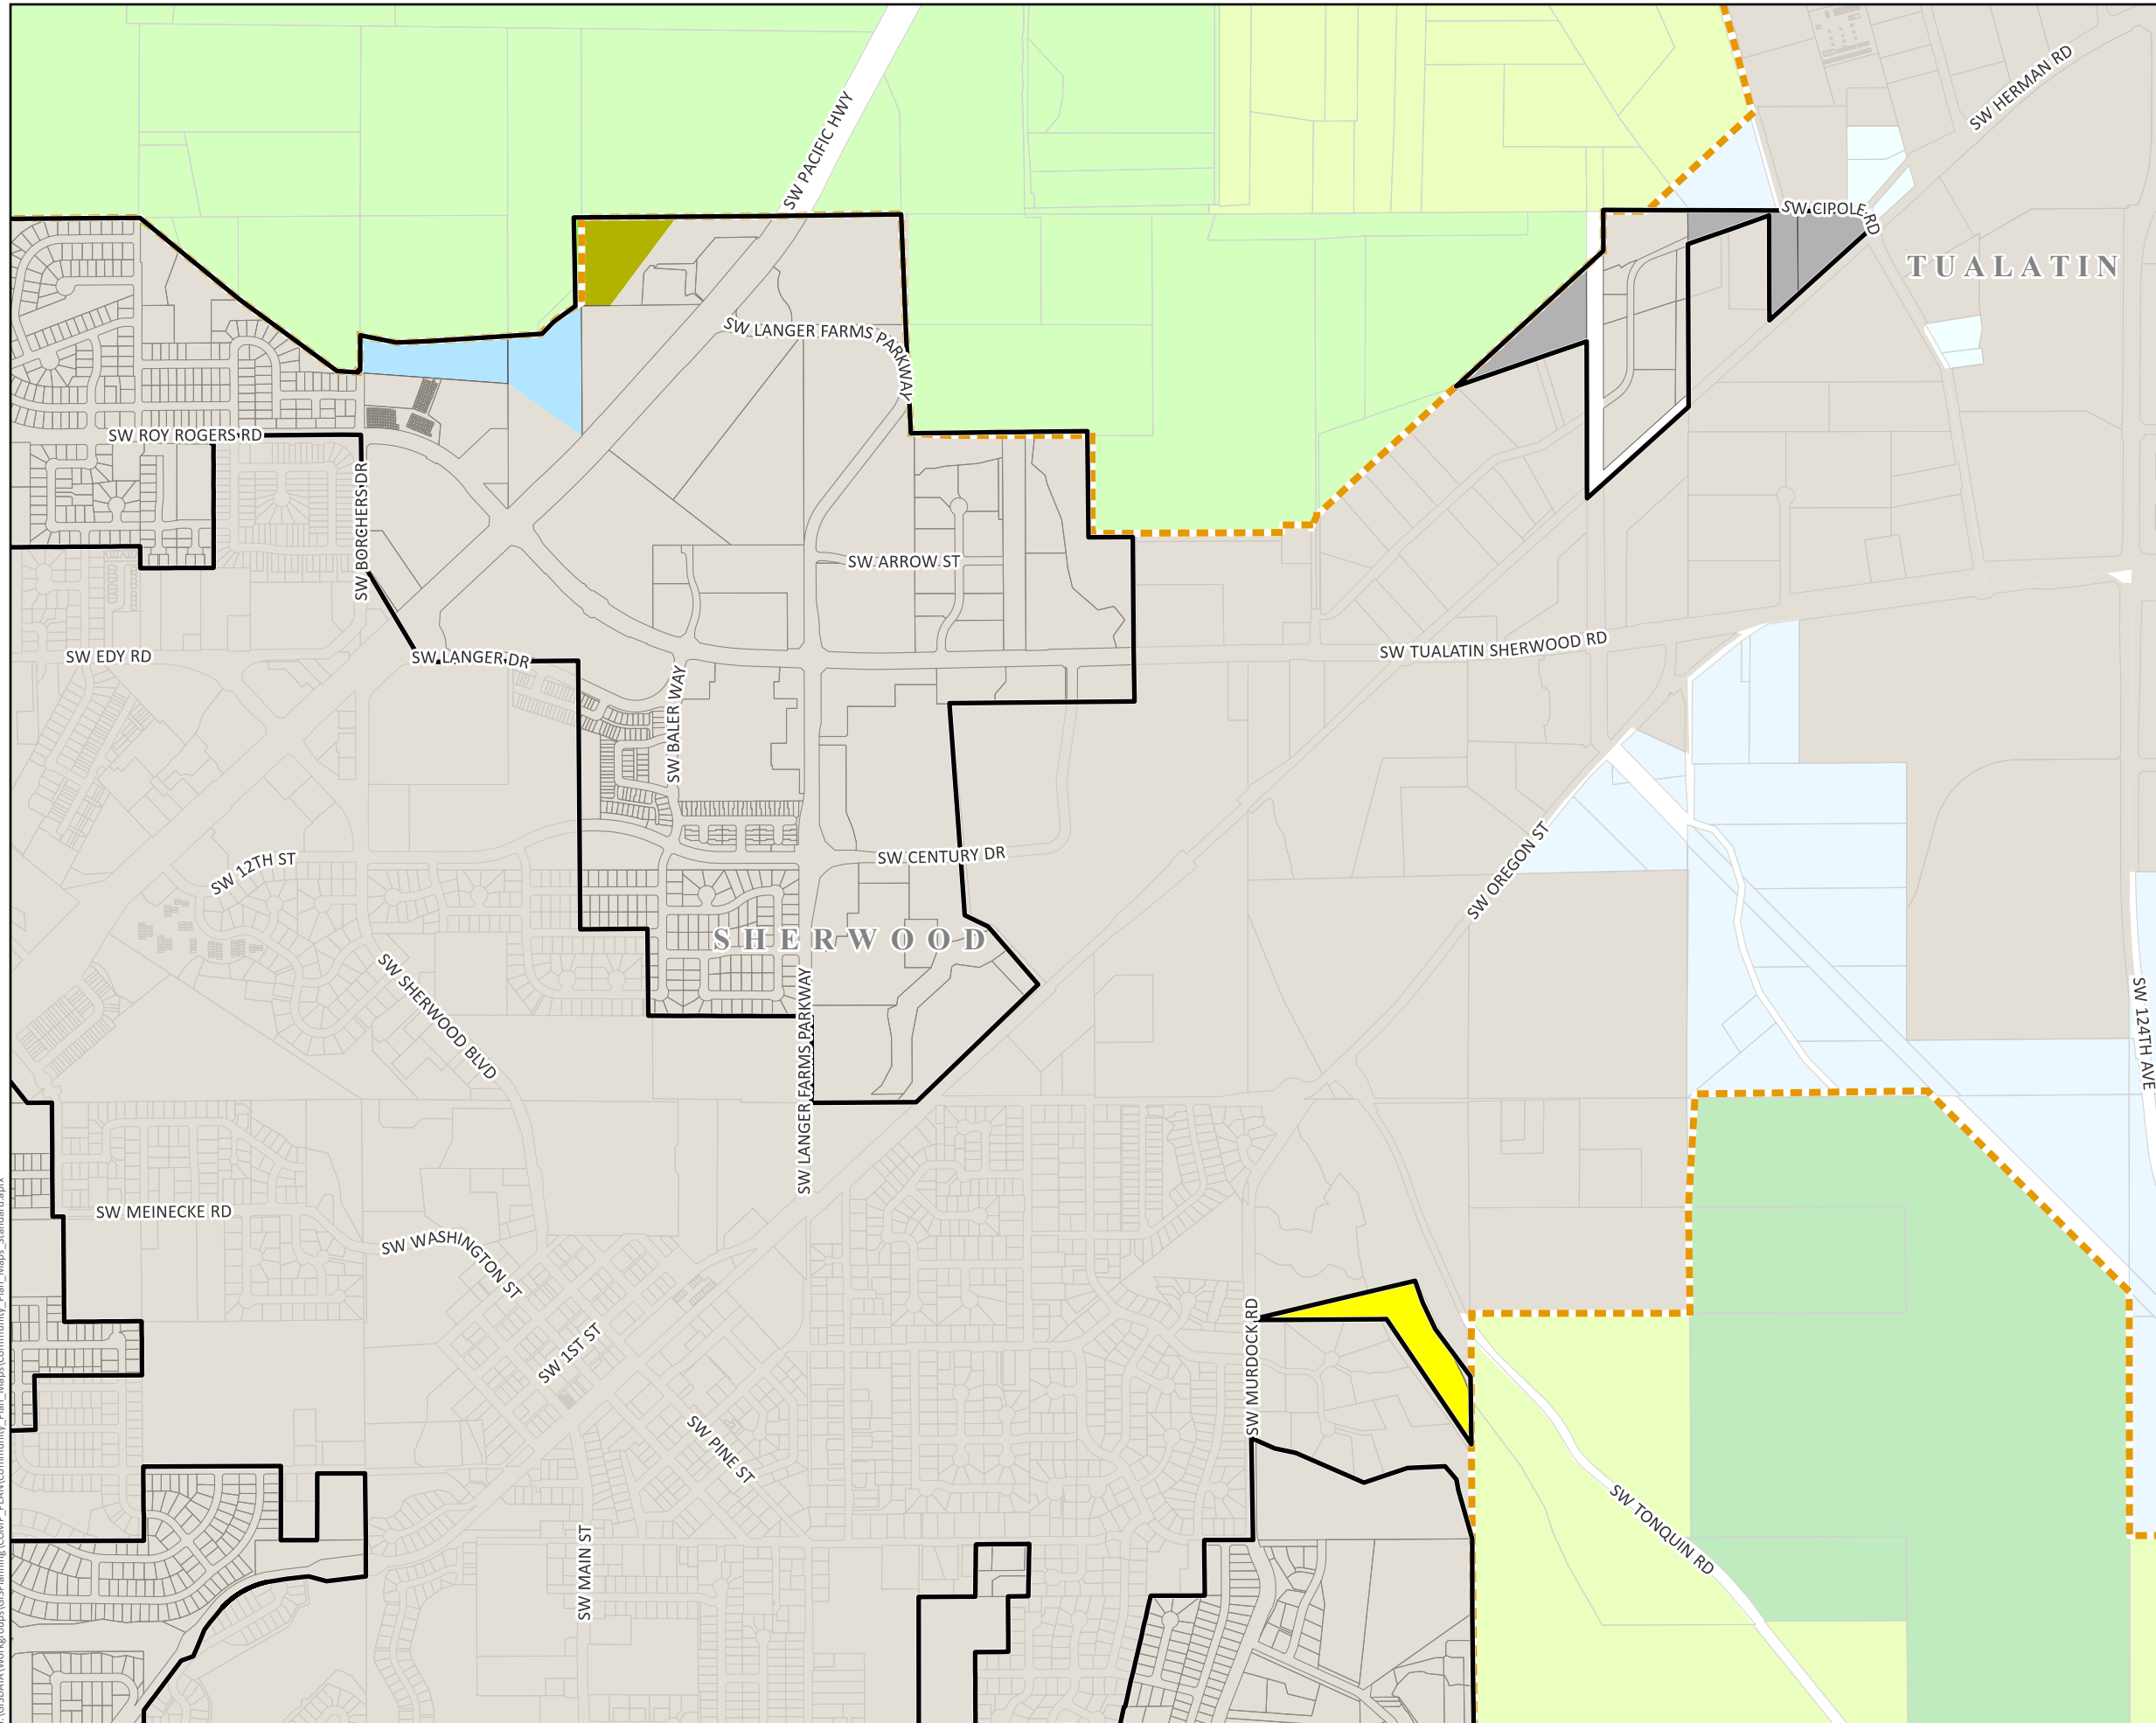 SW HERMAN RD
SW PACIFIC HWY
SW CIPOLE RD
TUALATIN
SW LANGER FARMS PARKWAY
SW ROY ROGERS RD
SW BORCHERS DR
SW ARROW ST
SW TUALATIN SHERWOOD RD
SW EDY RD
SW LANGER DR
SW BALER WAY
SW 12TH ST
SW CENTURY DR
SW OREGON ST
SHERWOOD
SW SHERWOOD BLVD
SW LANGER FARMS PARKWAY
SW 124TH AVE
SW MEINECKE RD
SW WASHINGTON ST
SW 1ST ST
SW MURDOCK RD
SW PINE ST
SW TONQUIN RD
SW MAIN ST